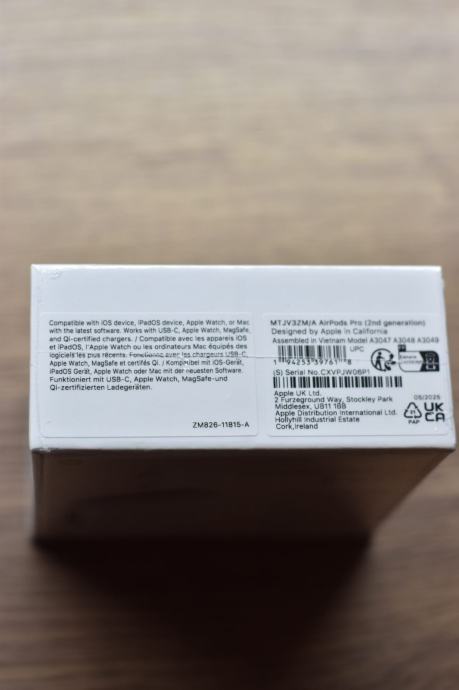 Compatible with iOS device, iPadOS device, Apple Watch, or Mac
with the latest software. Works with USB-C, Apple Watch, MagSafe,
and Qi-certified chargers. / Compatible avec les appareils iOS
et iPadOS, l'Apple Watch ou les ordinateurs Mac équipés des
logiciels les plus récents. Fonctionne avec les chargeurs USB-C,
Apple Watch, MagSafe et certifiés Qi. / Kompatibel mit iOS-Gerät,
iPadOS Gerät, Apple Watch oder Mac mit der neuesten Software.
Funktioniert mit USB-C, Apple Watch, MagSafe-und
Qi-zertifizierten Ladegeräten.
ZM826-11815-A
MTJV3ZM/A AirPods Pro (2nd generation)
Designed by Apple in California
Assembled in Vietnam Model A3047 A3048 A3049
UPC
(S) Serial No. CXVPJW06P1
Apple UK Ltd.
2 Furzeground Way, Stockley Park
Middlesex, UB11 1BB
Apple Distribution International Ltd.
Hollyhill Industrial Estate
Cork, Ireland
05/2025
PAP
UK
CA